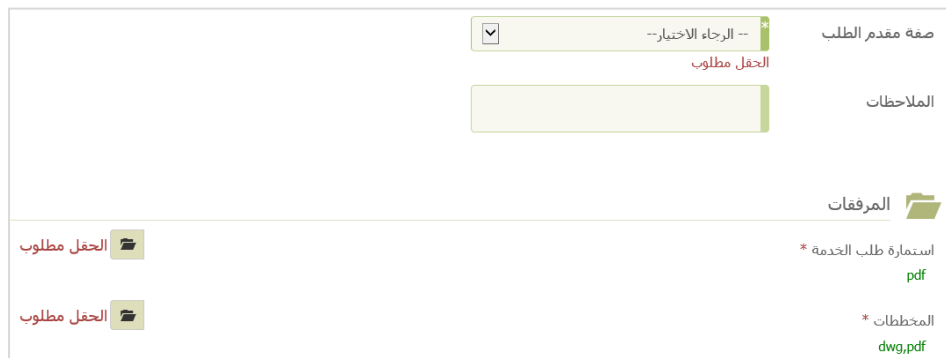 صفة مقدم الطلب
* -- الرجاء الاختيار--
الحقل مطلوب
الملاحظات
المرفقات
استمارة طلب الخدمة *
الحقل مطلوب
pdf
المخططات *
الحقل مطلوب
dwg,pdf